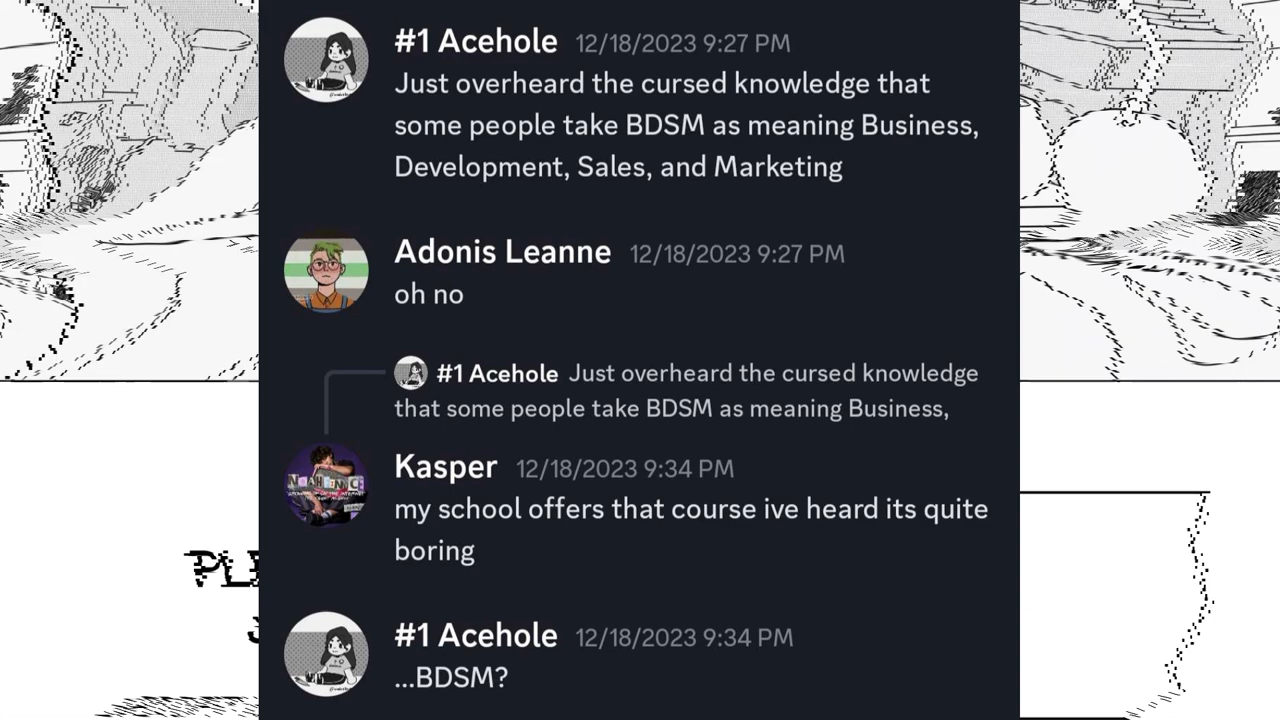 #1 Acehole 12/18/2023 9:27 PM
Just overheard the cursed knowledge that
some people take BDSM as meaning Business,
Development, Sales, and Marketing
Adonis Leanne 12/18/2023 9:27 PM
oh no
#1 Acehole Just overheard the cursed knowledge
that some people take BDSM as meaning Business,
Kasper 12/18/2023 9:34 PM
my school offers that course ive heard its quite
boring
#1 Acehole 12/18/2023 9:34 PM
...BDSM?